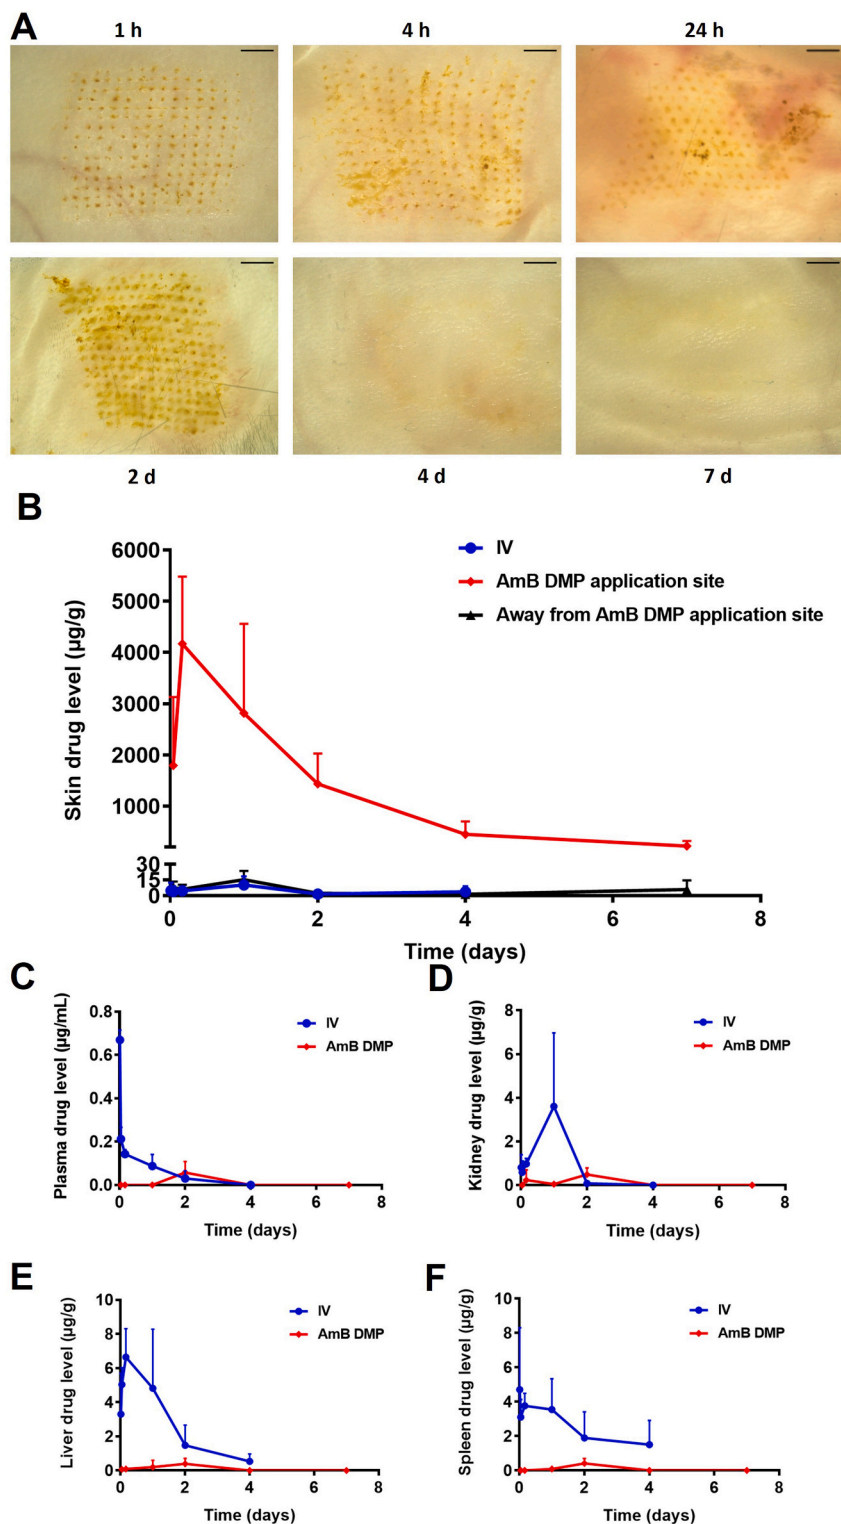 A
1 h 4 h 24 h
2 d 4 d 7 d
B
6000
5000
4000
3000
2000
1000
30
15
0
0 2 4 6 8
Skin drug level (µg/g)
Time (days)
IV
AmB DMP application site
Away from AmB DMP application site
C
0.8
0.6
0.4
0.2
0.0
0 2 4 6 8
Plasma drug level (µg/mL)
Time (days)
IV
AmB DMP
D
8
6
4
2
0
0 2 4 6 8
Kidney drug level (µg/g)
Time (days)
IV
AmB DMP
E
10
8
6
4
2
0
0 2 4 6 8
Liver drug level (µg/g)
Time (days)
IV
AmB DMP
F
10
8
6
4
2
0
0 2 4 6 8
Spleen drug level (µg/g)
Time (days)
IV
AmB DMP